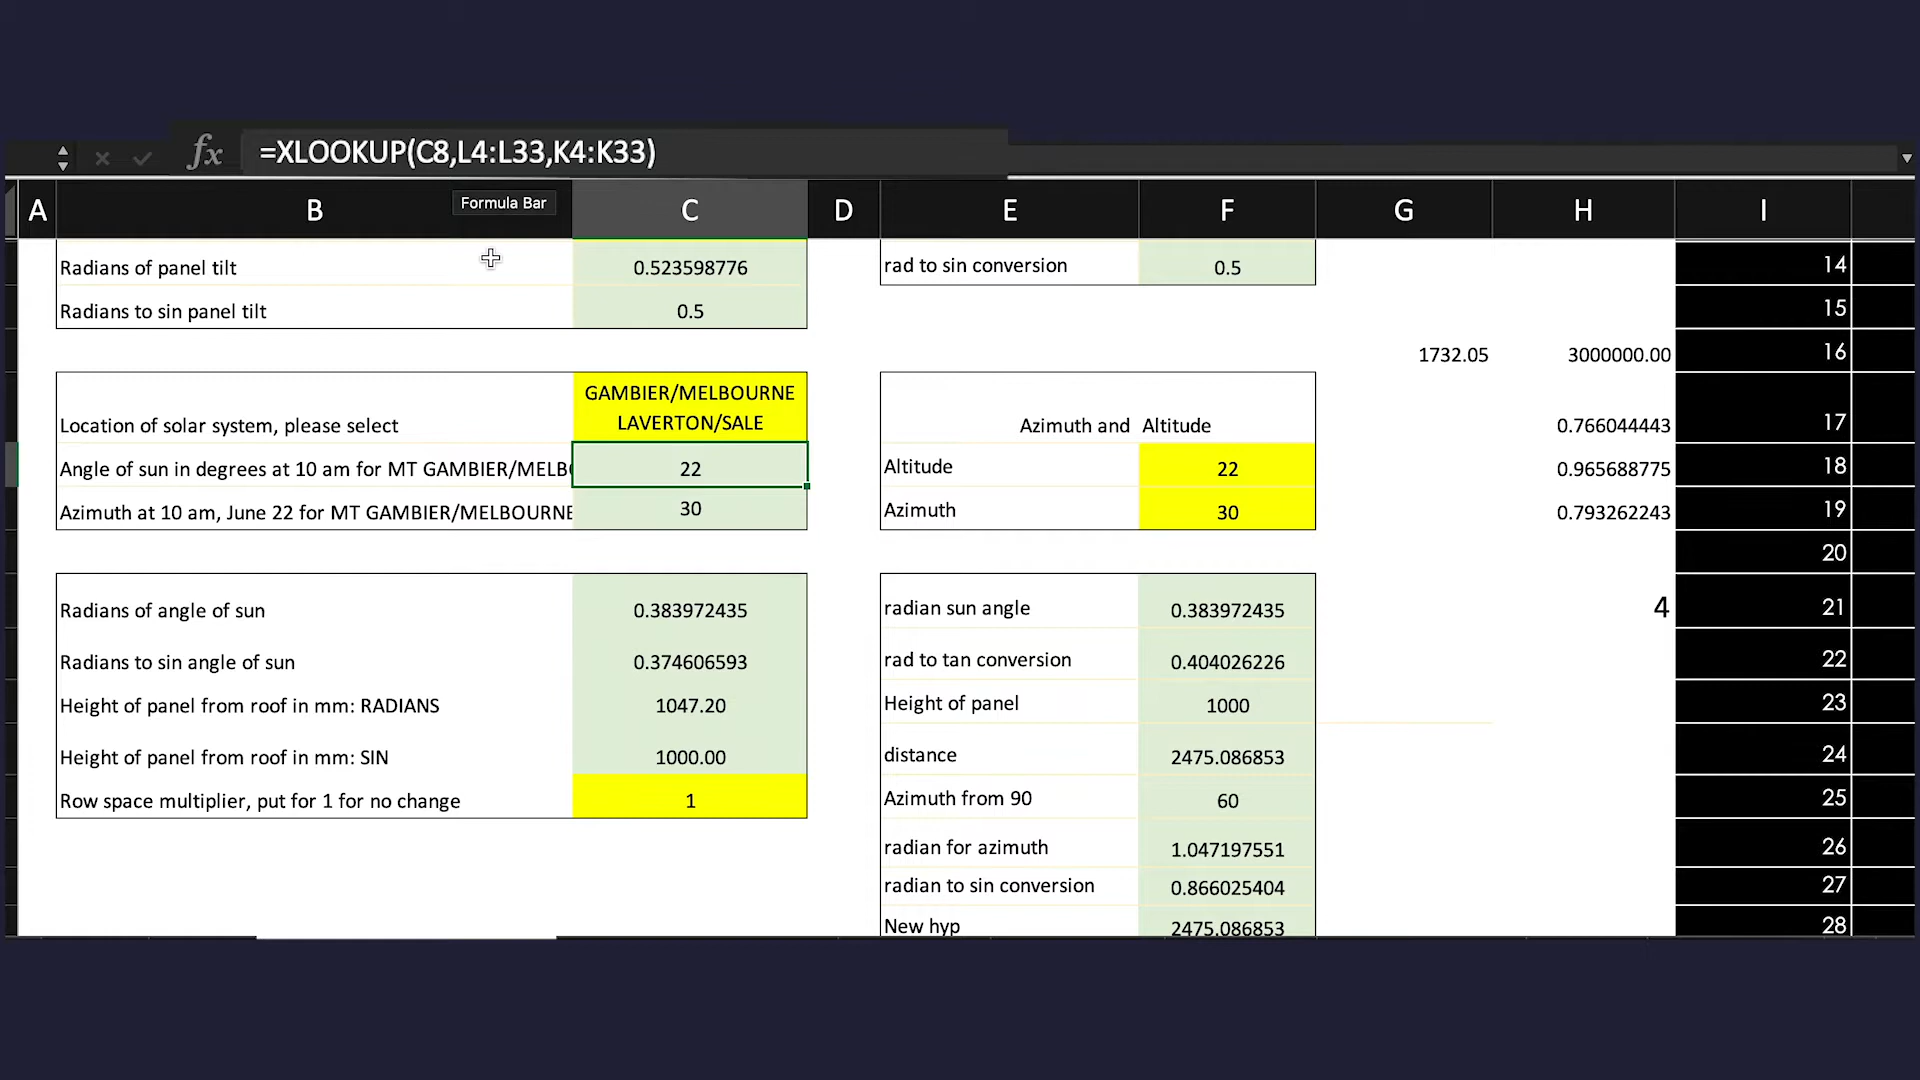 fx =XLOOKUP(C8,L4:L33,K4:K33)
Formula Bar
A B C D E F G H I
Radians of panel tilt 0.523598776 rad to sin conversion 0.5 14
Radians to sin panel tilt 0.5 15
1732.05 3000000.00 16
GAMBIER/MELBOURNE
LAVERTON/SALE
Location of solar system, please select Azimuth and Altitude 0.766044443 17
Angle of sun in degrees at 10 am for MT GAMBIER/MELB 22 Altitude 22 0.965688775 18
Azimuth at 10 am, June 22 for MT GAMBIER/MELBOURNE 30 Azimuth 30 0.793262243 19
20
Radians of angle of sun 0.383972435 radian sun angle 0.383972435 4 21
Radians to sin angle of sun 0.374606593 rad to tan conversion 0.404026226 22
Height of panel from roof in mm: RADIANS 1047.20 Height of panel 1000 23
Height of panel from roof in mm: SIN 1000.00 distance 2475.086853 24
Row space multiplier, put for 1 for no change 1 Azimuth from 90 60 25
radian for azimuth 1.047197551 26
radian to sin conversion 0.866025404 27
New hyp 2475.086853 28